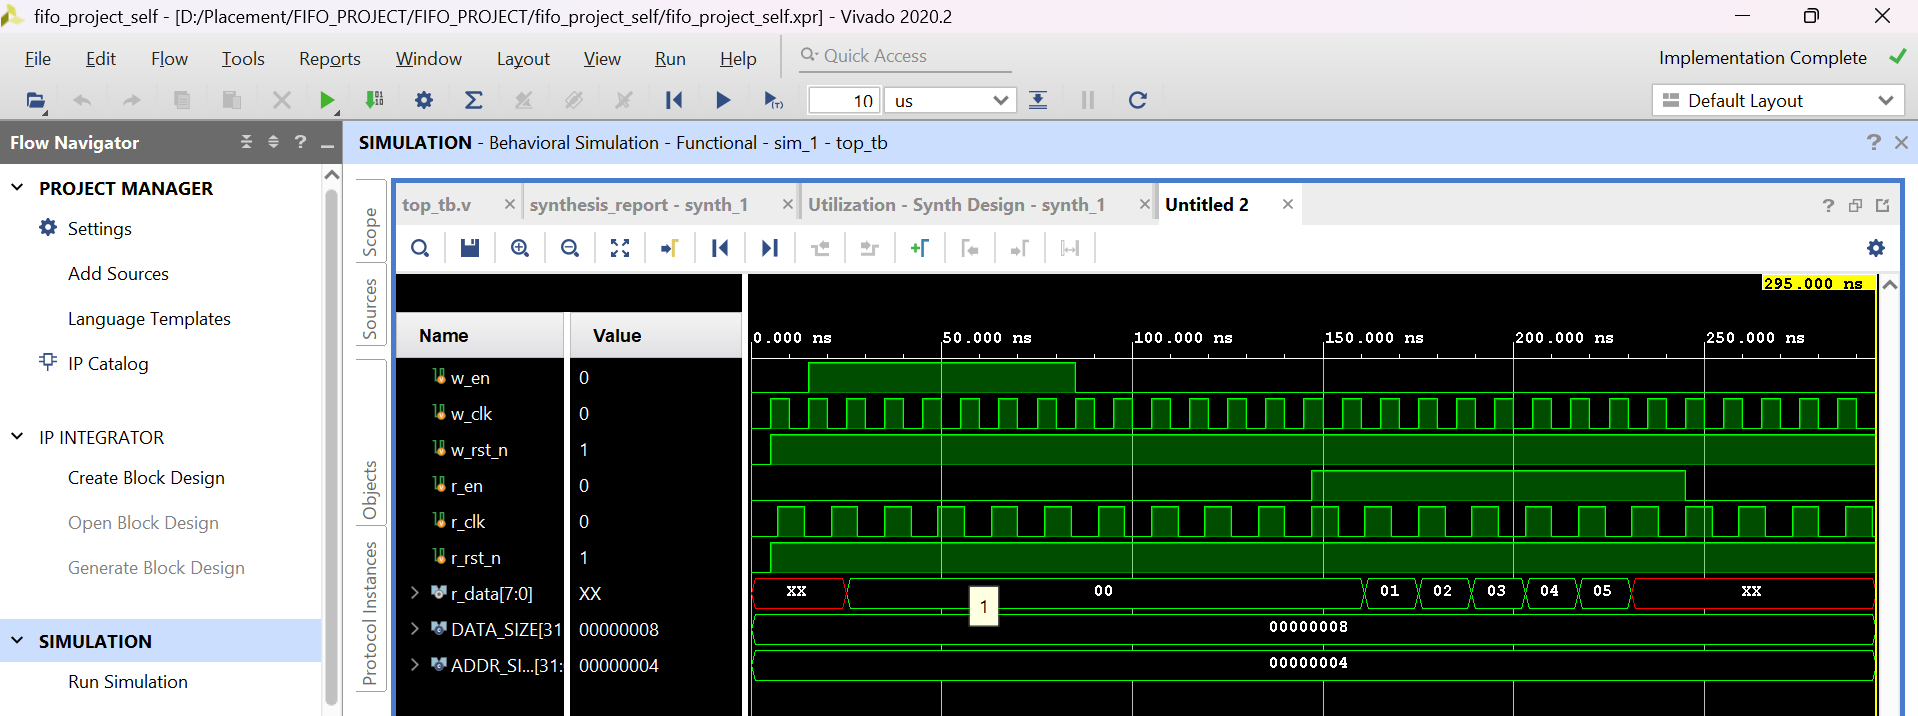 fifo_project_self - [D:/Placement/FIFO_PROJECT/FIFO_PROJECT/fifo_project_self/fifo_project_self.xpr] - Vivado 2020.2
File Edit Flow Tools Reports Window Layout View Run Help Quick Access Implementation Complete
10 us Default Layout
Flow Navigator
SIMULATION - Behavioral Simulation - Functional - sim_1 - top_tb
PROJECT MANAGER
Settings
Add Sources
Language Templates
IP Catalog
IP INTEGRATOR
Create Block Design
Open Block Design
Generate Block Design
SIMULATION
Run Simulation
Scope
Sources
Objects
Protocol Instances
top_tb.v synthesis_report - synth_1 Utilization - Synth Design - synth_1 Untitled 2
295.000 ns
Name Value
0.000 ns 50.000 ns 100.000 ns 150.000 ns 200.000 ns 250.000 ns
w_en 0
w_clk 0
w_rst_n 1
r_en 0
r_clk 0
r_rst_n 1
r_data[7:0] XX XX 00 01 02 03 04 05 XX
1
DATA_SIZE[31 00000008 00000008
ADDR_SI...[31: 00000004 00000004